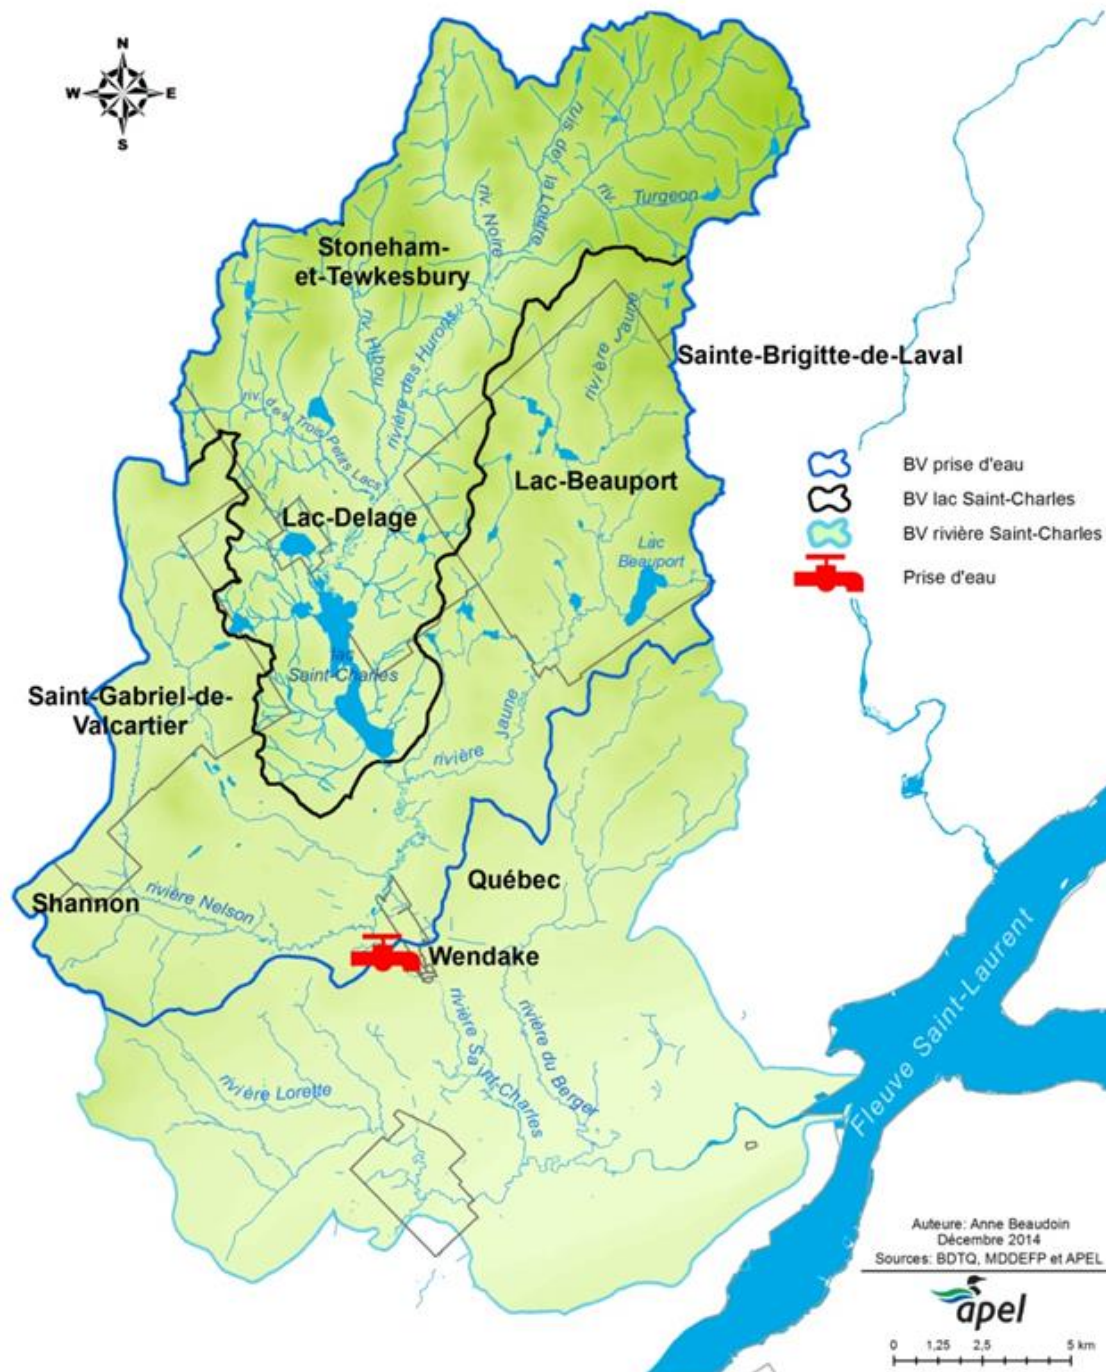 N
W
E
S
ruis. de la Loutre
riv. Turgeon
riv. Noire
Stoneham-
et-Tewkesbury
riv. Hibou
rivière des Hurons
rivière Jaune
Sainte-Brigitte-de-Laval
riv. des Trois Petits Lacs
BV prise d'eau
Lac-Beauport
BV lac Saint-Charles
Lac-Delage
BV rivière Saint-Charles
Lac
Beauport
Prise d'eau
lac
Saint-Charles
Saint-Gabriel-de-
Valcartier
rivière Jaune
Québec
Shannon
rivière Nelson
Wendake
rivière Saint-Charles
rivière du Berger
rivière Lorette
Fleuve Saint-Laurent
Auteure: Anne Beaudoin
Décembre 2014
Sources: BDTQ, MDDEFP et APEL
apel
0 1,25 2,5 5 km